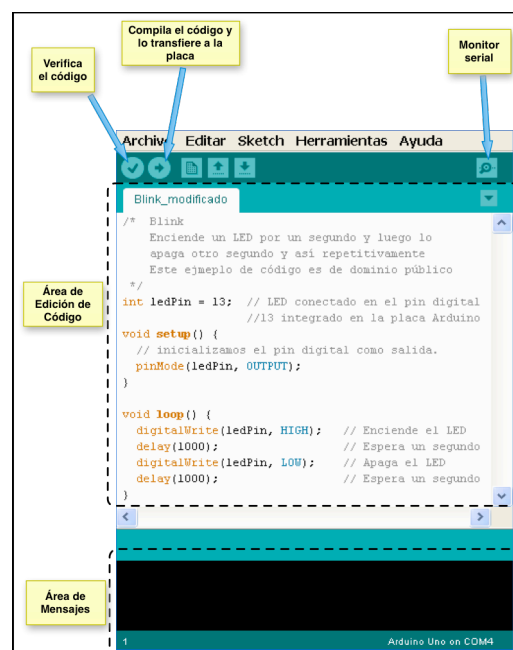 Compila el código y
lo transfiere a la
placa
Verifica
el código
Monitor
serial
Archivo Editar Sketch Herramientas Ayuda
Blink_modificado
/* Blink
Enciende un LED por un segundo y luego lo
apaga otro segundo y así repetitivamente
Este ejmeplo de código es de dominio público
*/
int ledPin = 13; // LED conectado en el pin digital
//13 integrado en la placa Arduino
void setup() {
// inicializamos el pin digital como salida.
pinMode(ledPin, OUTPUT);
}
void loop() {
digitalWrite(ledPin, HIGH); // Enciende el LED
delay(1000); // Espera un segundo
digitalWrite(ledPin, LOW); // Apaga el LED
delay(1000); // Espera un segundo
}
Área de
Edición de
Código
Área de
Mensajes
1 Arduino Uno on COM4